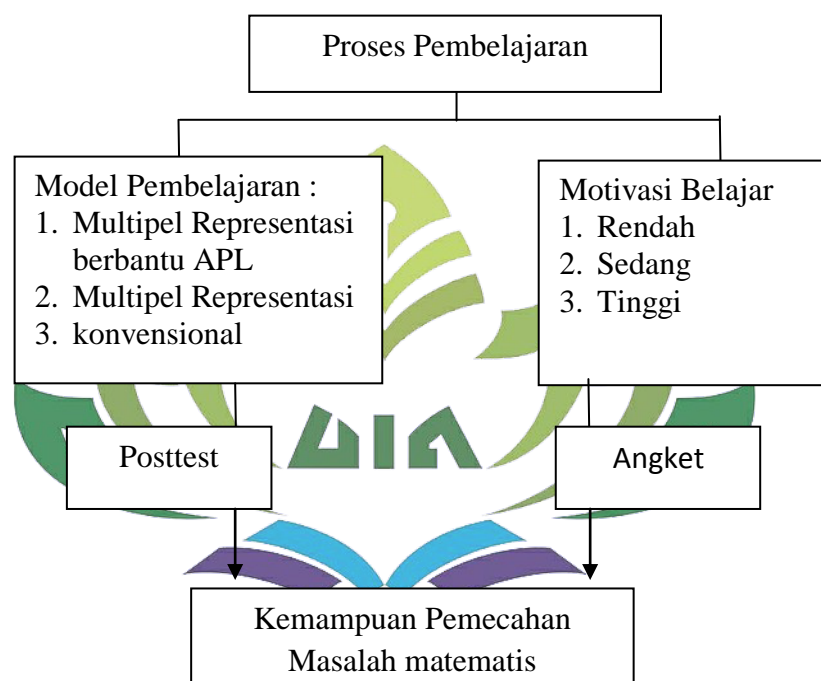 Proses Pembelajaran
Model Pembelajaran :
1. Multipel Representasi
berbantu APL
2. Multipel Representasi
3. konvensional
Motivasi Belajar
1. Rendah
2. Sedang
3. Tinggi
Posttest
Angket
Kemampuan Pemecahan
Masalah matematis